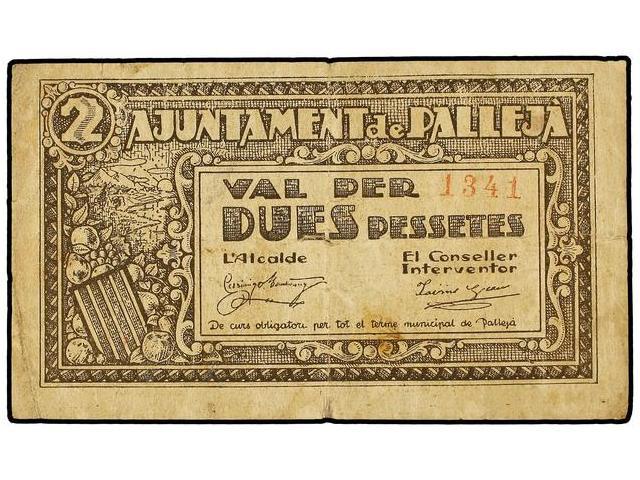 2 AJUNTAMENT de PALLEJÀ
VAL PER 1341
DUES PESSETES
L'Alcalde El Conseller
Interventor
De curs obligatori per tot el terme municipal de Pallejà